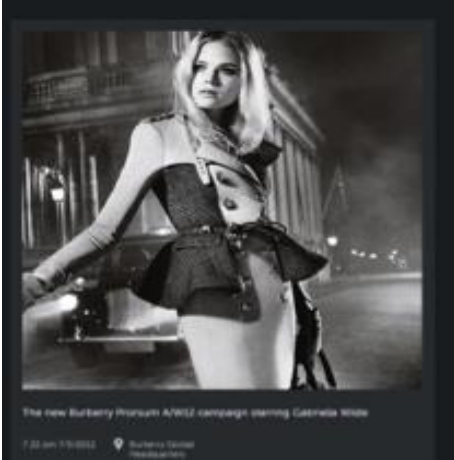 The new Burberry Prorsum A/W12 campaign starring Gabriella Wilde
Burberry Global
Headquarters